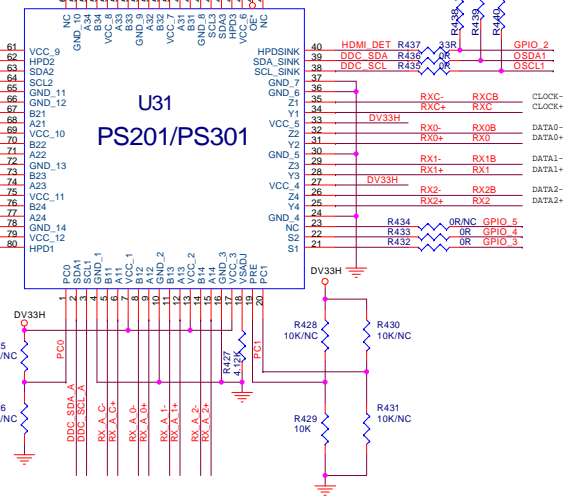 R438
R439
R440
NC
GND_10
A34
B34
VCC_8
A33
B33
GND_9
A32
B32
VCC_7
A31
B31
GND_8
SCL3
SDA3
HPD3
VCC_6
OE
NC
61 VCC_9
62 HPD2
63 SDA2
64 SCL2
65 GND_11
66 GND_12
67 B21
68 A21
69 VCC_10
70 B22
71 A22
72 GND_13
73 B23
74 A23
75 VCC_11
76 B24
77 A24
78 GND_14
79 VCC_12
80 HPD1
U31
PS201/PS301
HPDSINK 40 HDMI_DET R437 33R GPIO_2
SDA_SINK 39 DDC_SDA R436 0R OSDA1
SCL_SINK 38 DDC_SCL R435 0R OSCL1
GND_7 37
GND_6 36
Z1 35 RXC- RXCB CLOCK-
Y1 34 RXC+ RXC CLOCK+
VCC_5 33 DV33H
Z2 32 RX0- RX0B DATA0-
Y2 31 RX0+ RX0 DATA0+
GND_5 30
Z3 29 RX1- RX1B DATA1-
Y3 28 RX1+ RX1 DATA1+
VCC_4 27 DV33H
Z4 26 RX2- RX2B DATA2-
Y4 25 RX2+ RX2 DATA2+
GND_4 24
NC 23 R434 0R/NC GPIO_5
S2 22 R433 0R GPIO_4
S1 21 R432 0R GPIO_3
PC0 1
SDA1 2
SCL1 3
GND_1 4
B11 5
A11 6
VCC_1 7
B12 8
A12 9
GND_2 10
B13 11
A13 12
VCC_2 13
B14 14
A14 15
GND_3 16
VCC_3 17
VSADJ 18
PRE 19
PC1 20
DV33H
DV33H
PC0
DDC_SDA_A
DDC_SCL_A
RX_A_C-
RX_A_C+
RX_A_0-
RX_A_0+
RX_A_1-
RX_A_1+
RX_A_2-
RX_A_2+
R427
4.12K
PC1
5
/NC
6
/NC
R428
10K/NC
R430
10K/NC
R429
10K
R431
10K/NC